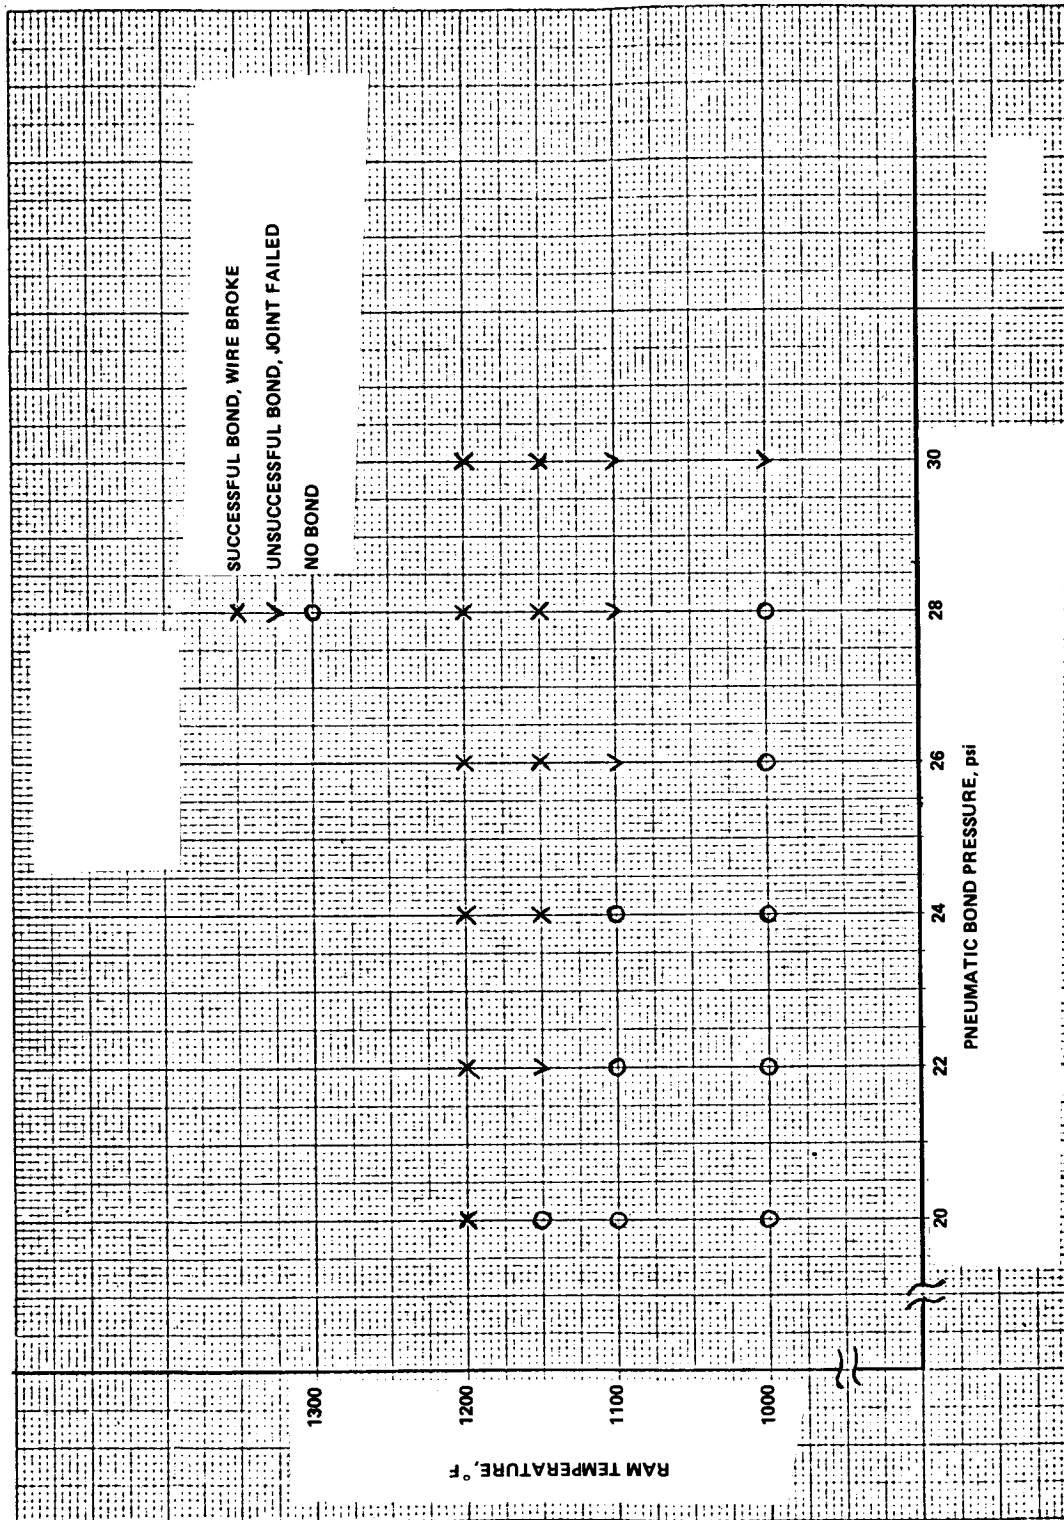 SUCCESSFUL BOND, WIRE BROKE
UNSUCCESSFUL BOND, JOINT FAILED
NO BOND
1300
1200
1100
1000
RAM TEMPERATURE, °F
20
22
24
26
28
30
PNEUMATIC BOND PRESSURE, psi